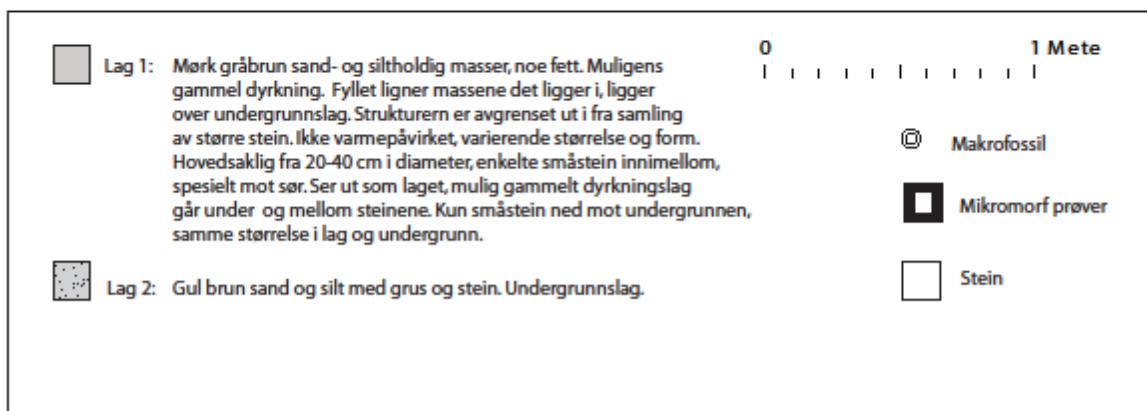 0 1 Mete
Lag 1: Mørk gråbrun sand- og siltholdig masser, noe fett. Muligens
gammel dyrkning. Fyllet ligner massene det ligger i, ligger
over undergrunnslag. Strukturern er avgrenset ut i fra samling
av større stein. Ikke varmepåvirket, varierende størrelse og form.
Hovedsaklig fra 20-40 cm i diameter, enkelte småstein innimellom,
spesielt mot sør. Ser ut som laget, mulig gammelt dyrkningslag
går under og mellom steinene. Kun småstein ned mot undergrunnen,
samme størrelse i lag og undergrunn.
Lag 2: Gul brun sand og silt med grus og stein. Undergrunnslag.
Makrofossil
Mikromorf prøver
Stein